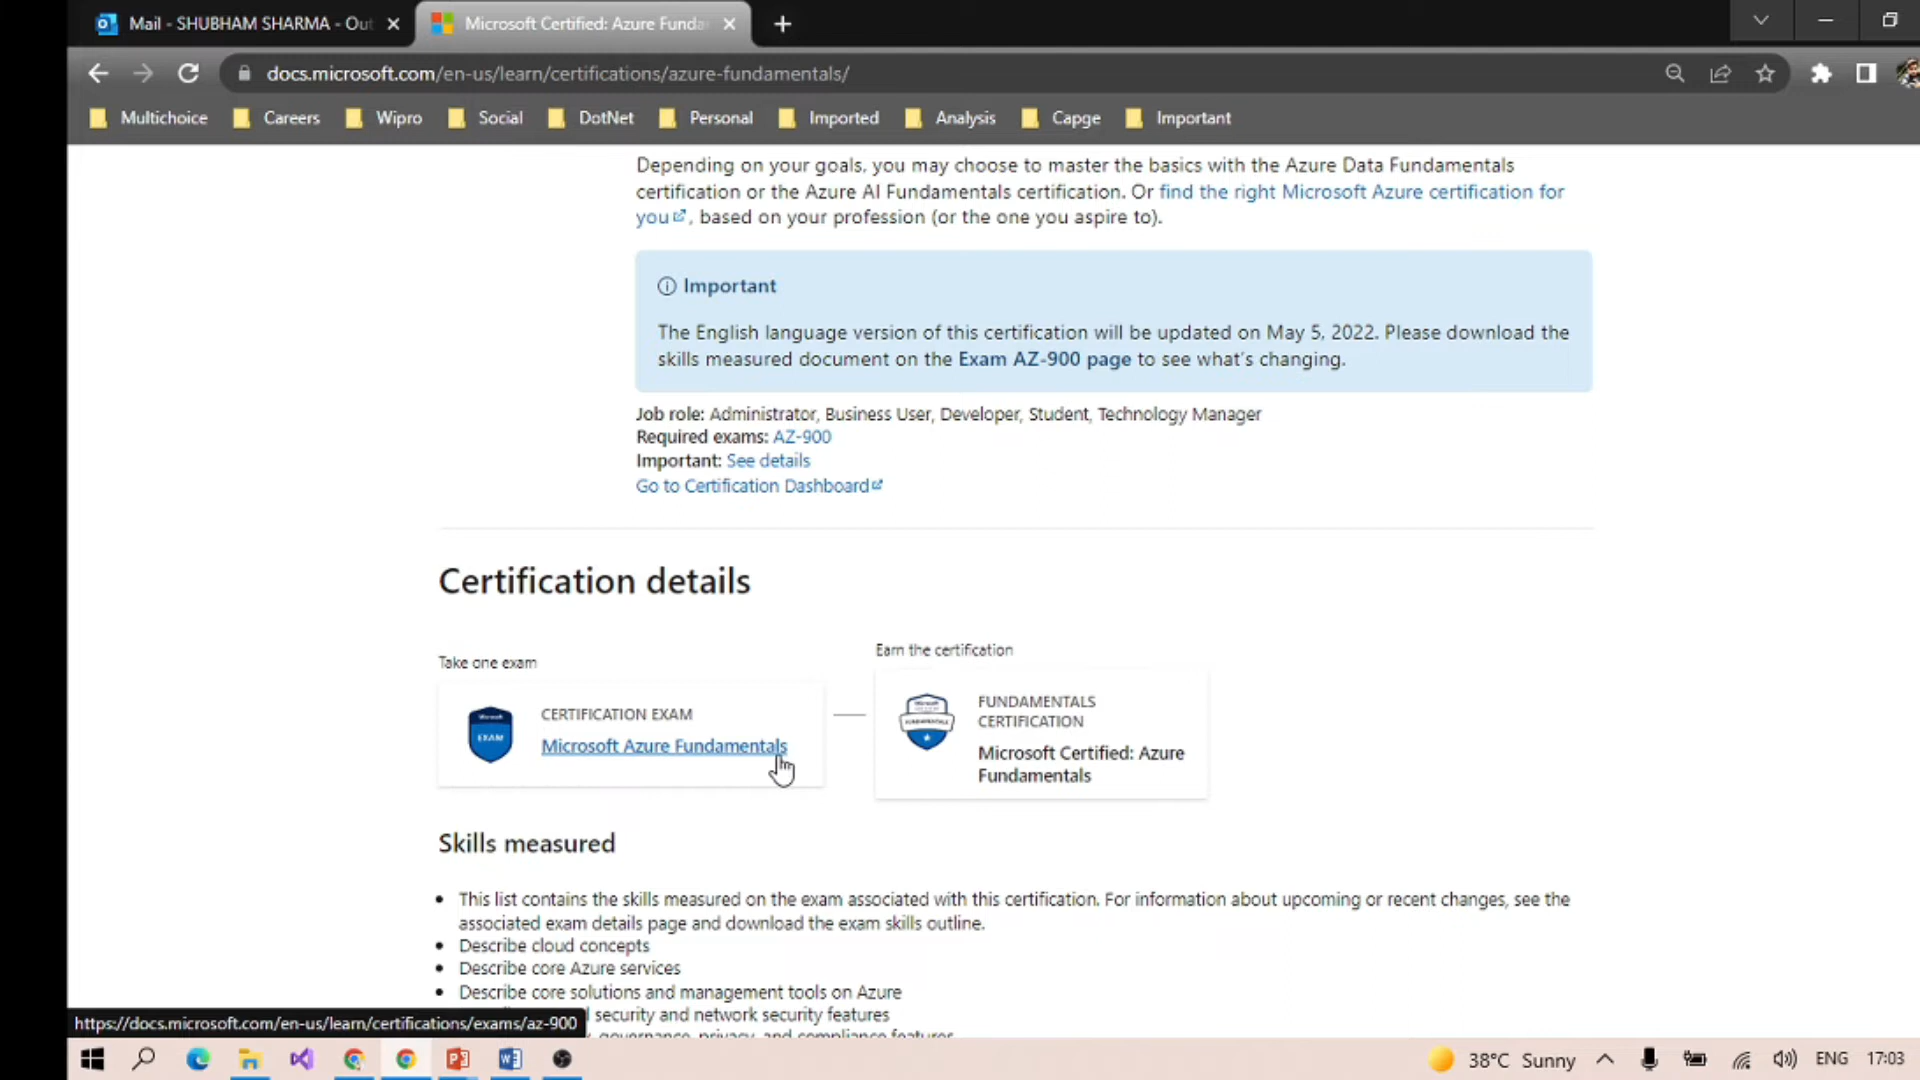 Mail - SHUBHAM SHARMA - Out
Microsoft Certified: Azure Funda
docs.microsoft.com/en-us/learn/certifications/azure-fundamentals/
Multichoice Careers Wipro Social DotNet Personal Imported Analysis Capge Important
Depending on your goals, you may choose to master the basics with the Azure Data Fundamentals
certification or the Azure AI Fundamentals certification. Or find the right Microsoft Azure certification for
you, based on your profession (or the one you aspire to).
Important
The English language version of this certification will be updated on May 5, 2022. Please download the
skills measured document on the Exam AZ-900 page to see what's changing.
Job role: Administrator, Business User, Developer, Student, Technology Manager
Required exams: AZ-900
Important: See details
Go to Certification Dashboard
Certification details
Take one exam
Microsoft
EXAM
CERTIFICATION EXAM
Microsoft Azure Fundamentals
Earn the certification
Microsoft
FUNDAMENTALS
FUNDAMENTALS
CERTIFICATION
Microsoft Certified: Azure
Fundamentals
Skills measured
This list contains the skills measured on the exam associated with this certification. For information about upcoming or recent changes, see the
associated exam details page and download the exam skills outline.
Describe cloud concepts
Describe core Azure services
Describe core solutions and management tools on Azure
security and network security features
governance, privacy, and compliance features
https://docs.microsoft.com/en-us/learn/certifications/exams/az-900
38°C Sunny
ENG
17:03